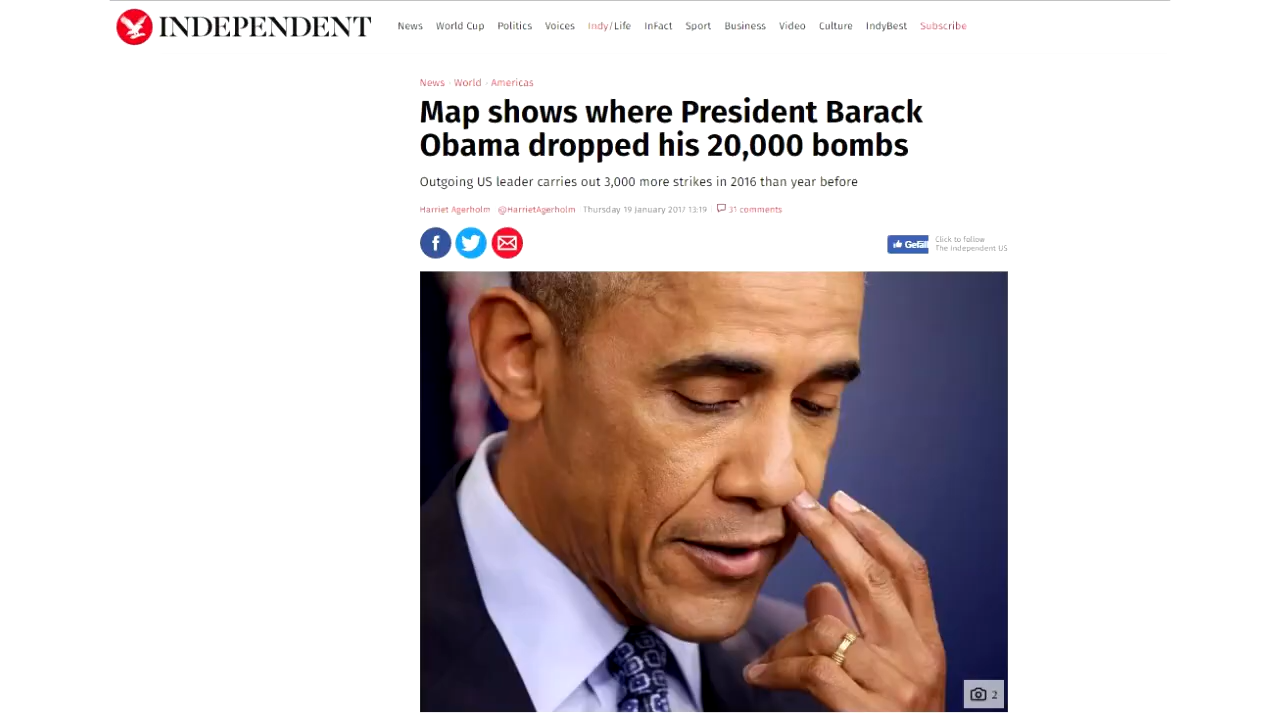 INDEPENDENT
News World Cup Politics Voices Indy/Life InFact Sport Business Video Culture IndyBest Subscribe
News · World · Americas
Map shows where President Barack
Obama dropped his 20,000 bombs
Outgoing US leader carries out 3,000 more strikes in 2016 than year before
Harriet Agerholm @HarrietAgerholm Thursday 19 January 2017 13:19 31 comments
Click to follow
The Independent US
2